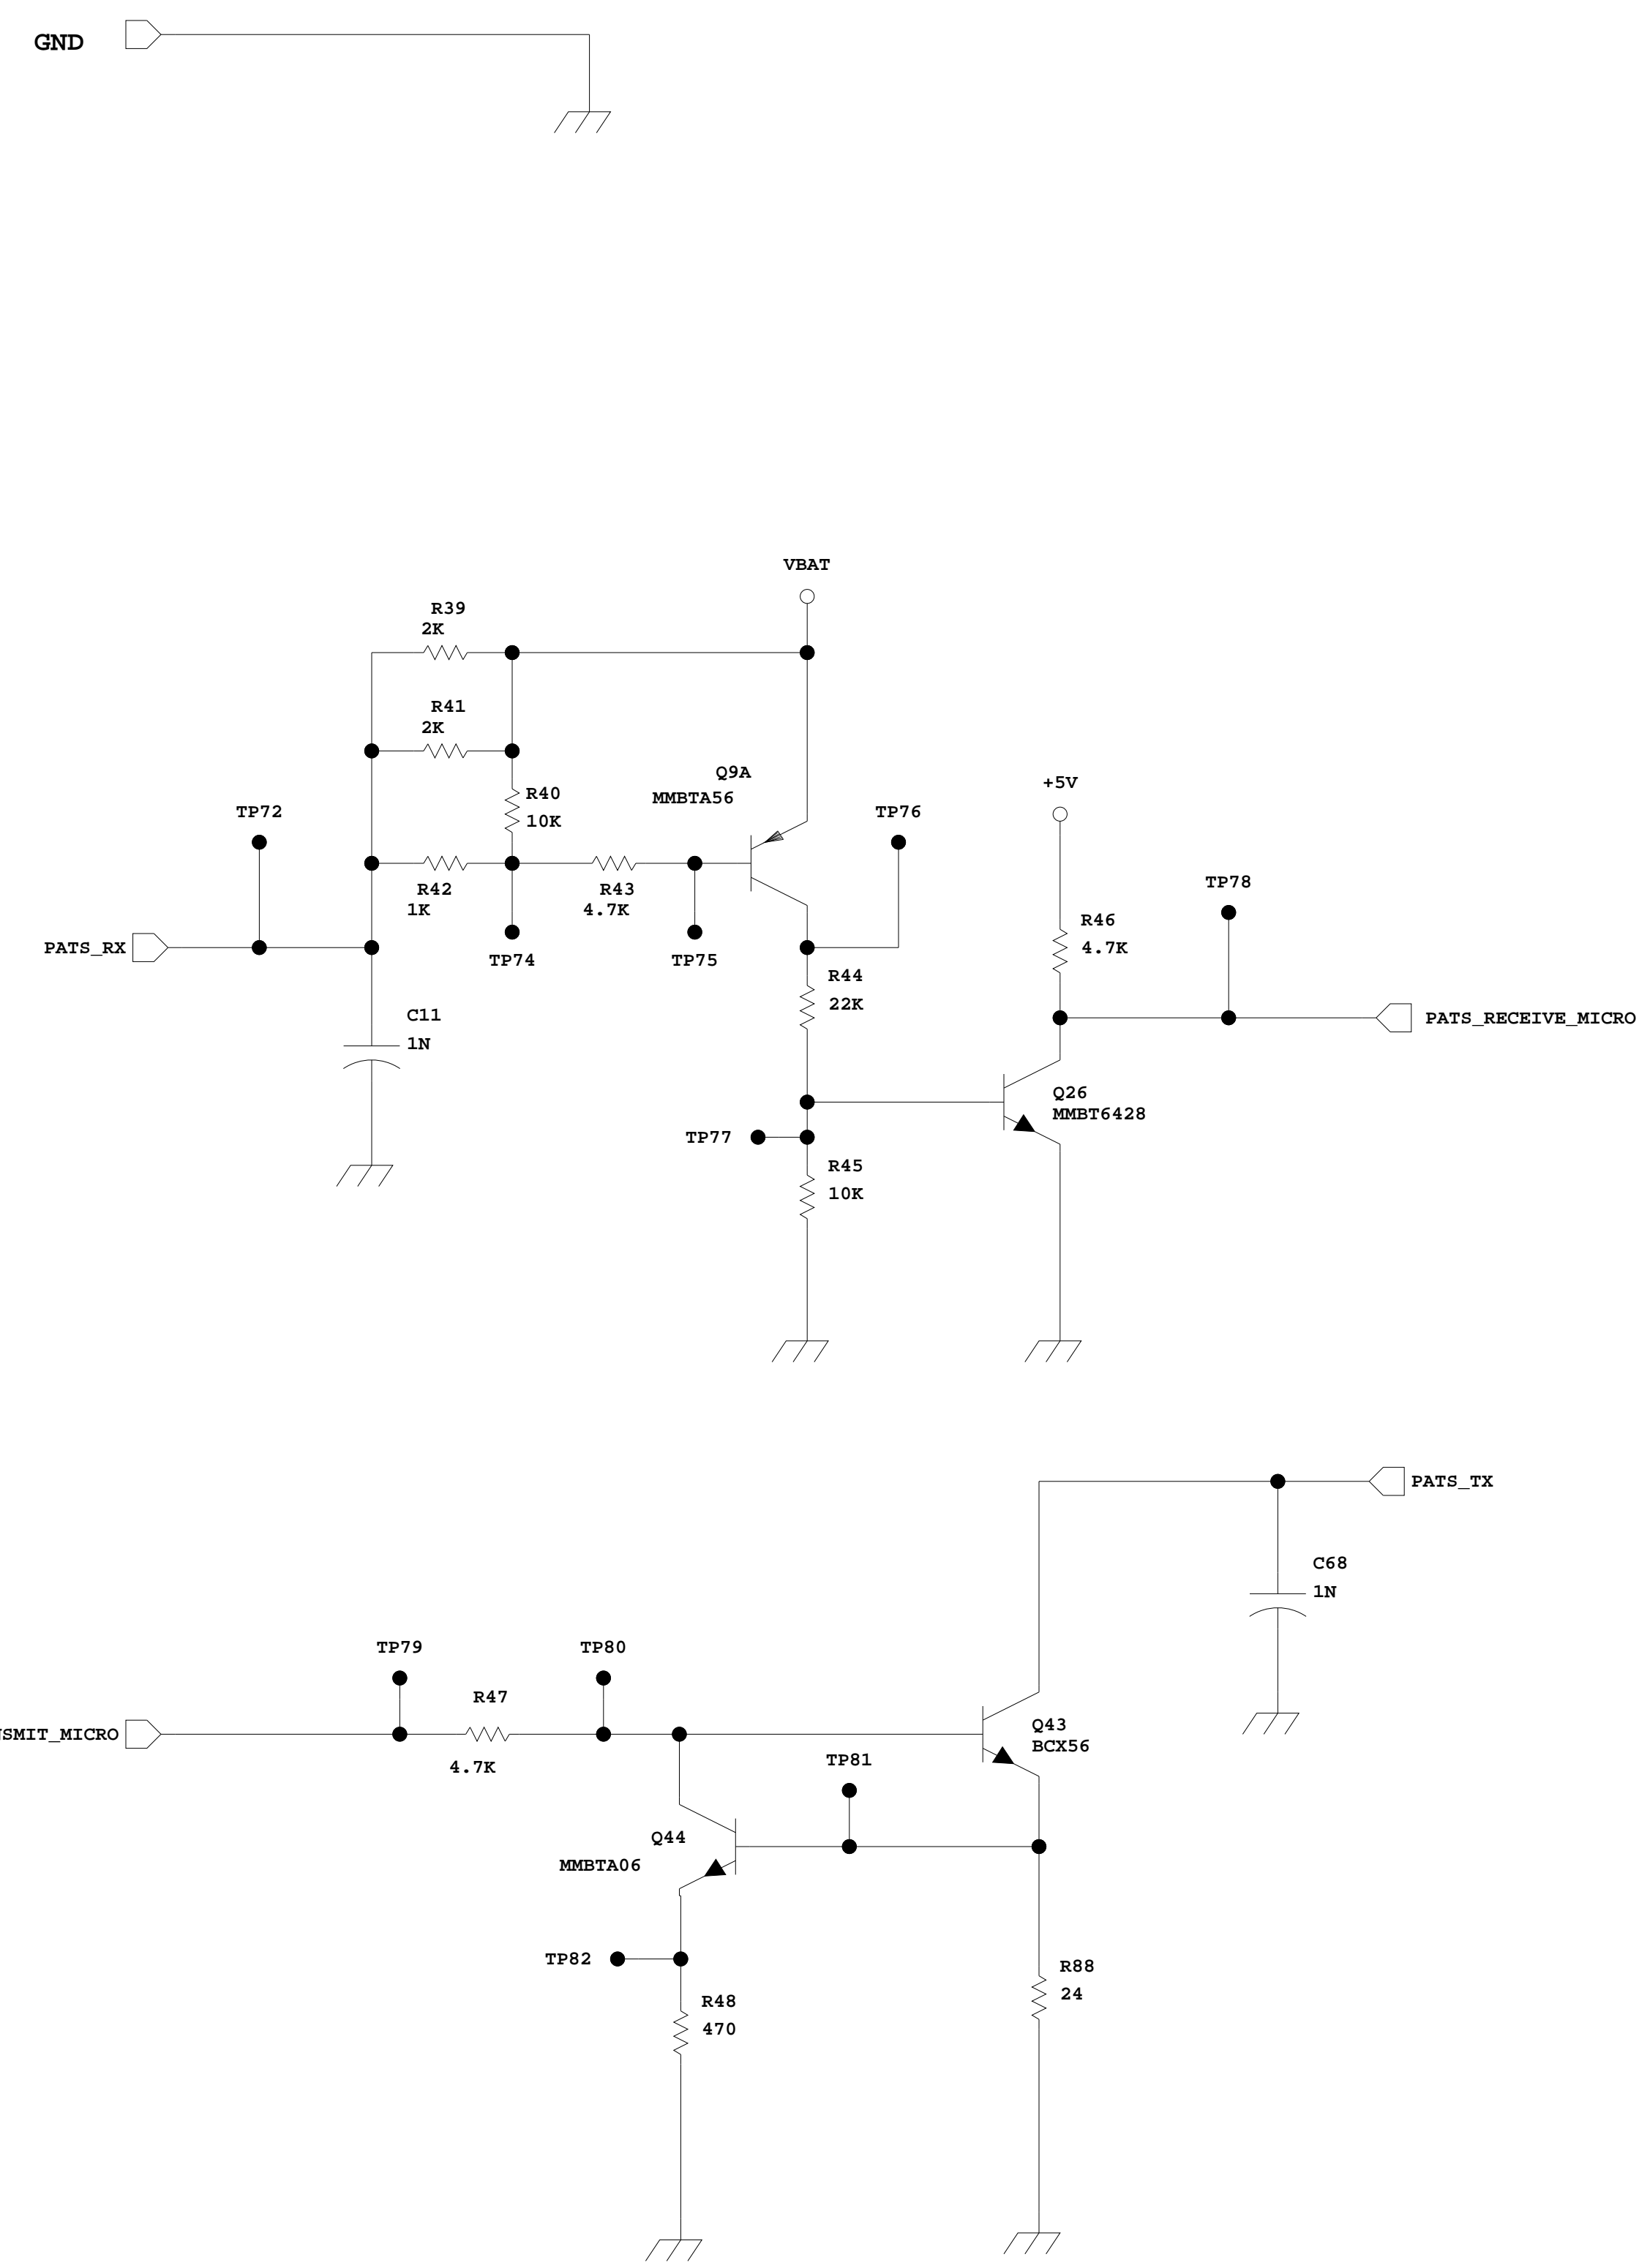 GND
VBAT
R39
2K
R41
2K
Q9A
MMBTA56
R40
10K
+5V
TP72
TP76
R42
1K
R43
4.7K
TP78
R46
4.7K
PATS_RX
TP74
TP75
R44
22K
C11
1N
PATS_RECEIVE_MICRO
Q26
MMBT6428
TP77
R45
10K
PATS_TX
C68
1N
TP79
TP80
R47
4.7K
SMIT_MICRO
Q43
BCX56
TP81
Q44
MMBTA06
TP82
R88
24
R48
470